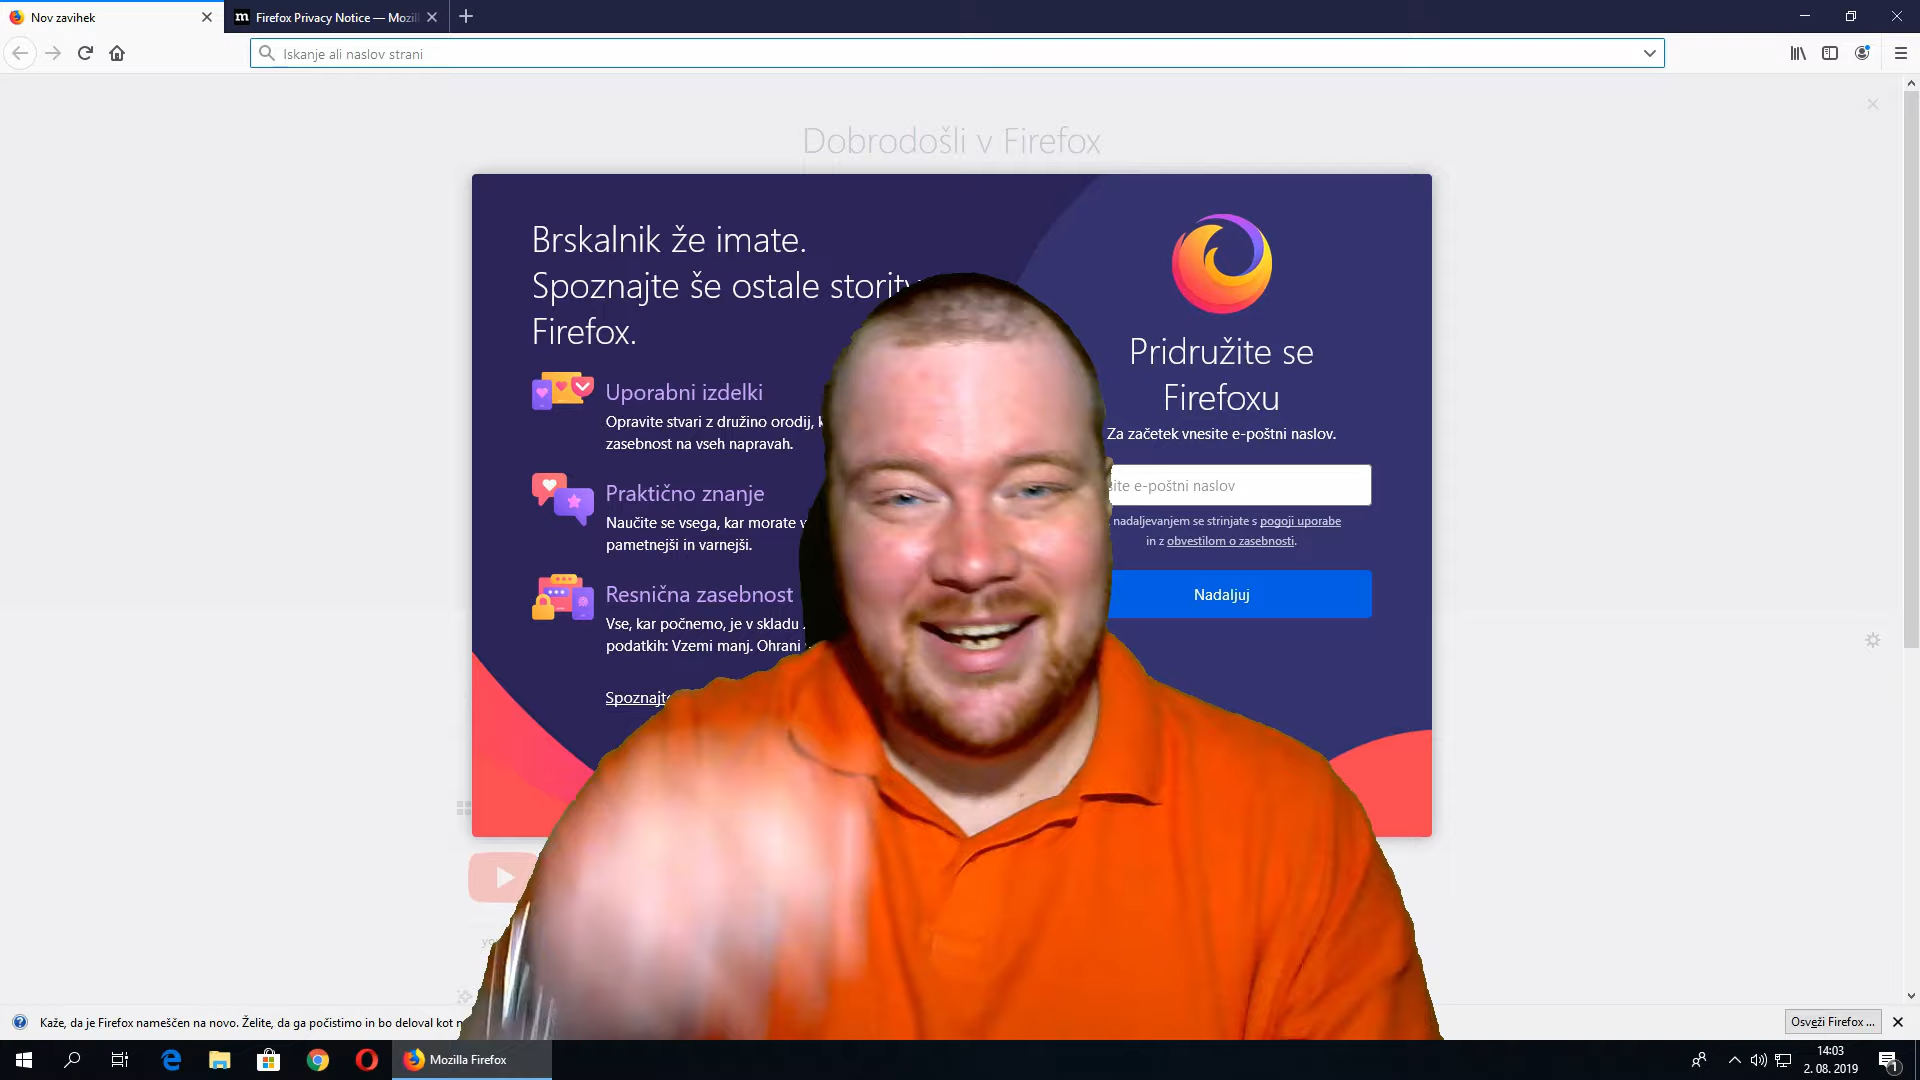 Nov zavihek
Firefox Privacy Notice — Mozil
Iskanje ali naslov strani
Dobrodošli v Firefox
Brskalnik že imate.
Spoznajte še ostale
Firefox.
Uporabni izdelki
Opravite stvari z družino orodij,
zasebnost na vseh napravah.
Praktično znanje
Naučite se vsega, kar morate
pametnejši in varnejši.
Resnična zasebnost
Vse, kar počnemo, je v skladu
podatkih: Vzemi manj. Ohrani
Pridružite se
Firefoxu
Za začetek vnesite e-poštni naslov.
e-poštni naslov
nadaljevanjem se strinjate s pogoji uporabe
in z obvestilom o zasebnosti.
Nadaljuj
Kaže, da je Firefox nameščen na novo. Želite, da ga počistimo in bo deloval kot
Osveži Firefox ...
Mozilla Firefox
14:03
2. 08. 2019
1